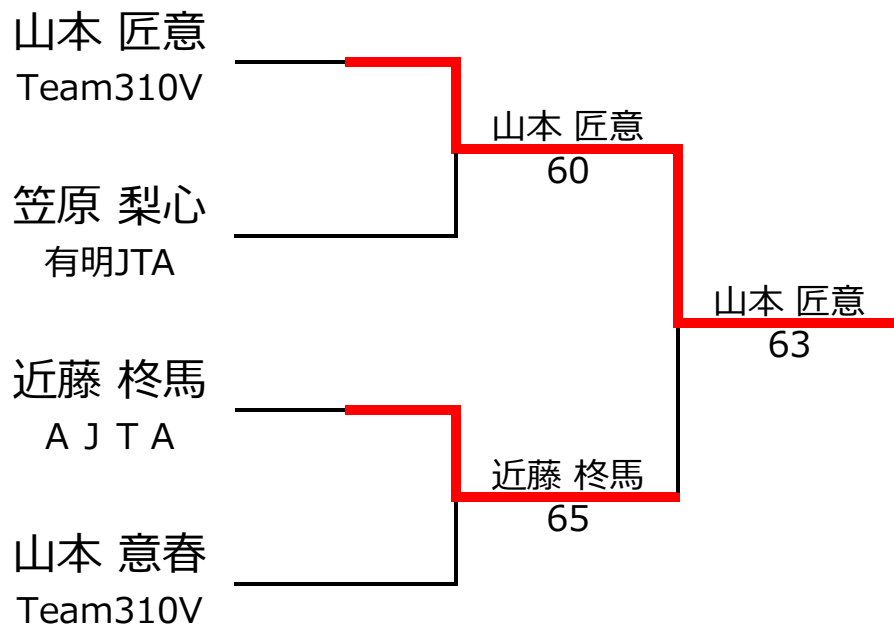 山本 匠意
Team310V
山本 匠意
60
笠原 梨心
有明JTA
山本 匠意
63
近藤 柊馬
ＡＪＴＡ
近藤 柊馬
65
山本 意春
Team310V